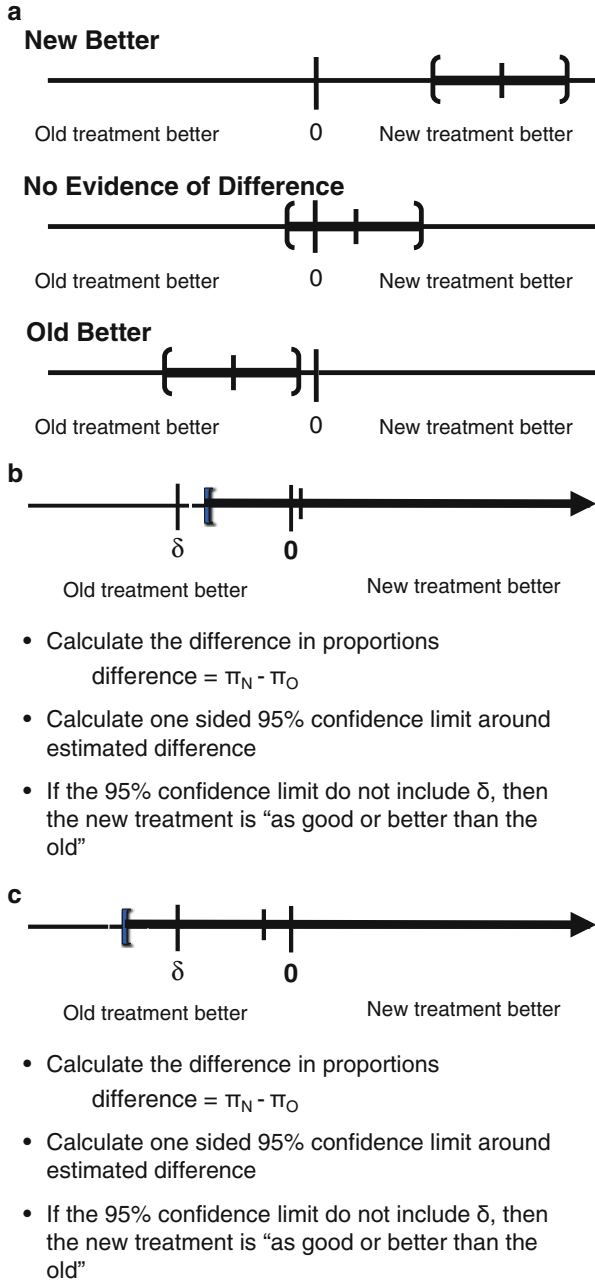 a
New Better
Old treatment better 0 New treatment better
No Evidence of Difference
Old treatment better 0 New treatment better
Old Better
Old treatment better 0 New treatment better
b
δ 0
Old treatment better New treatment better
• Calculate the difference in proportions
difference = πN - πO
• Calculate one sided 95% confidence limit around
estimated difference
• If the 95% confidence limit do not include δ, then
the new treatment is “as good or better than the
old”
c
δ 0
Old treatment better New treatment better
• Calculate the difference in proportions
difference = πN - πO
• Calculate one sided 95% confidence limit around
estimated difference
• If the 95% confidence limit do not include δ, then
the new treatment is “as good or better than the
old”